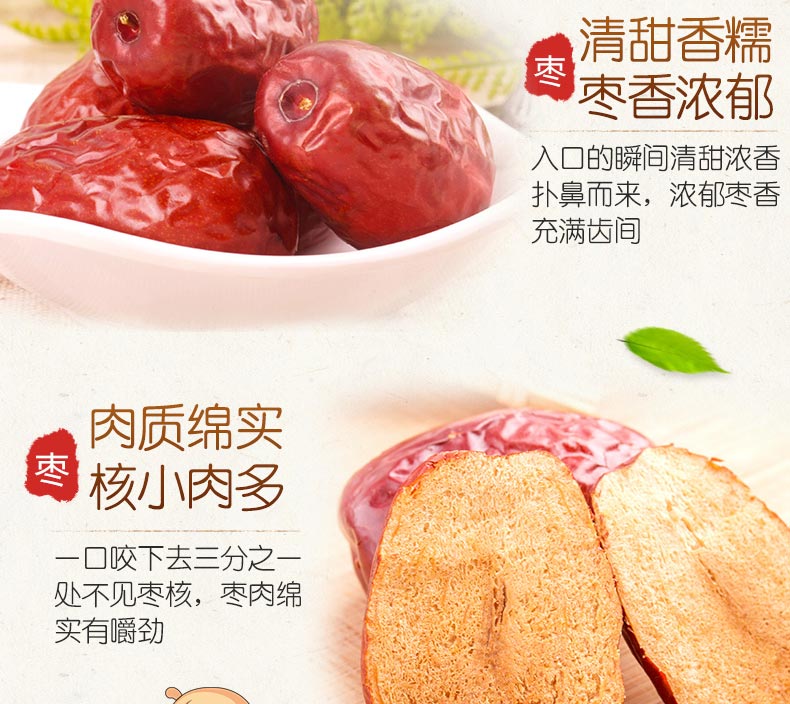 枣
清甜香糯
枣香浓郁
入口的瞬间清甜浓香
扑鼻而来，浓郁枣香
充满齿间
枣
肉质绵实
核小肉多
一口咬下去三分之一
处不见枣核，枣肉绵
实有嚼劲